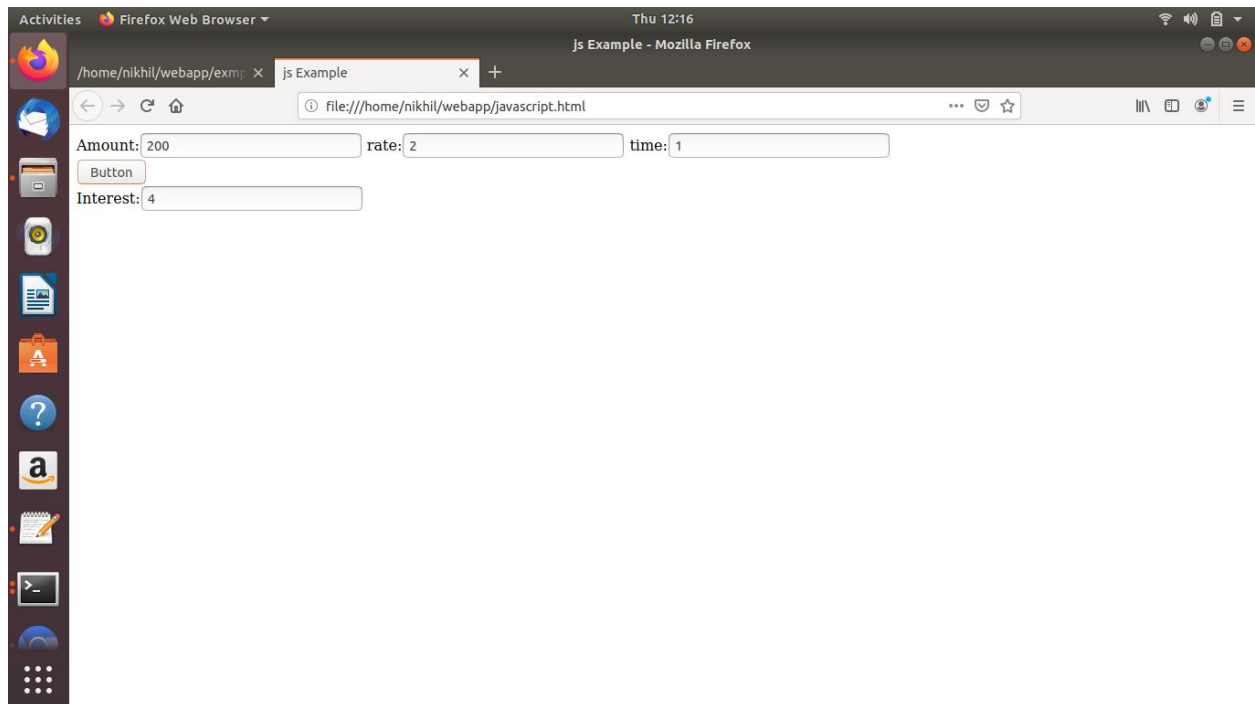 Activities Firefox Web Browser Thu 12:16
js Example - Mozilla Firefox
/home/nikhil/webapp/exmp js Example
file:///home/nikhil/webapp/javascript.html
Amount: 200 rate: 2 time: 1
Button
Interest: 4